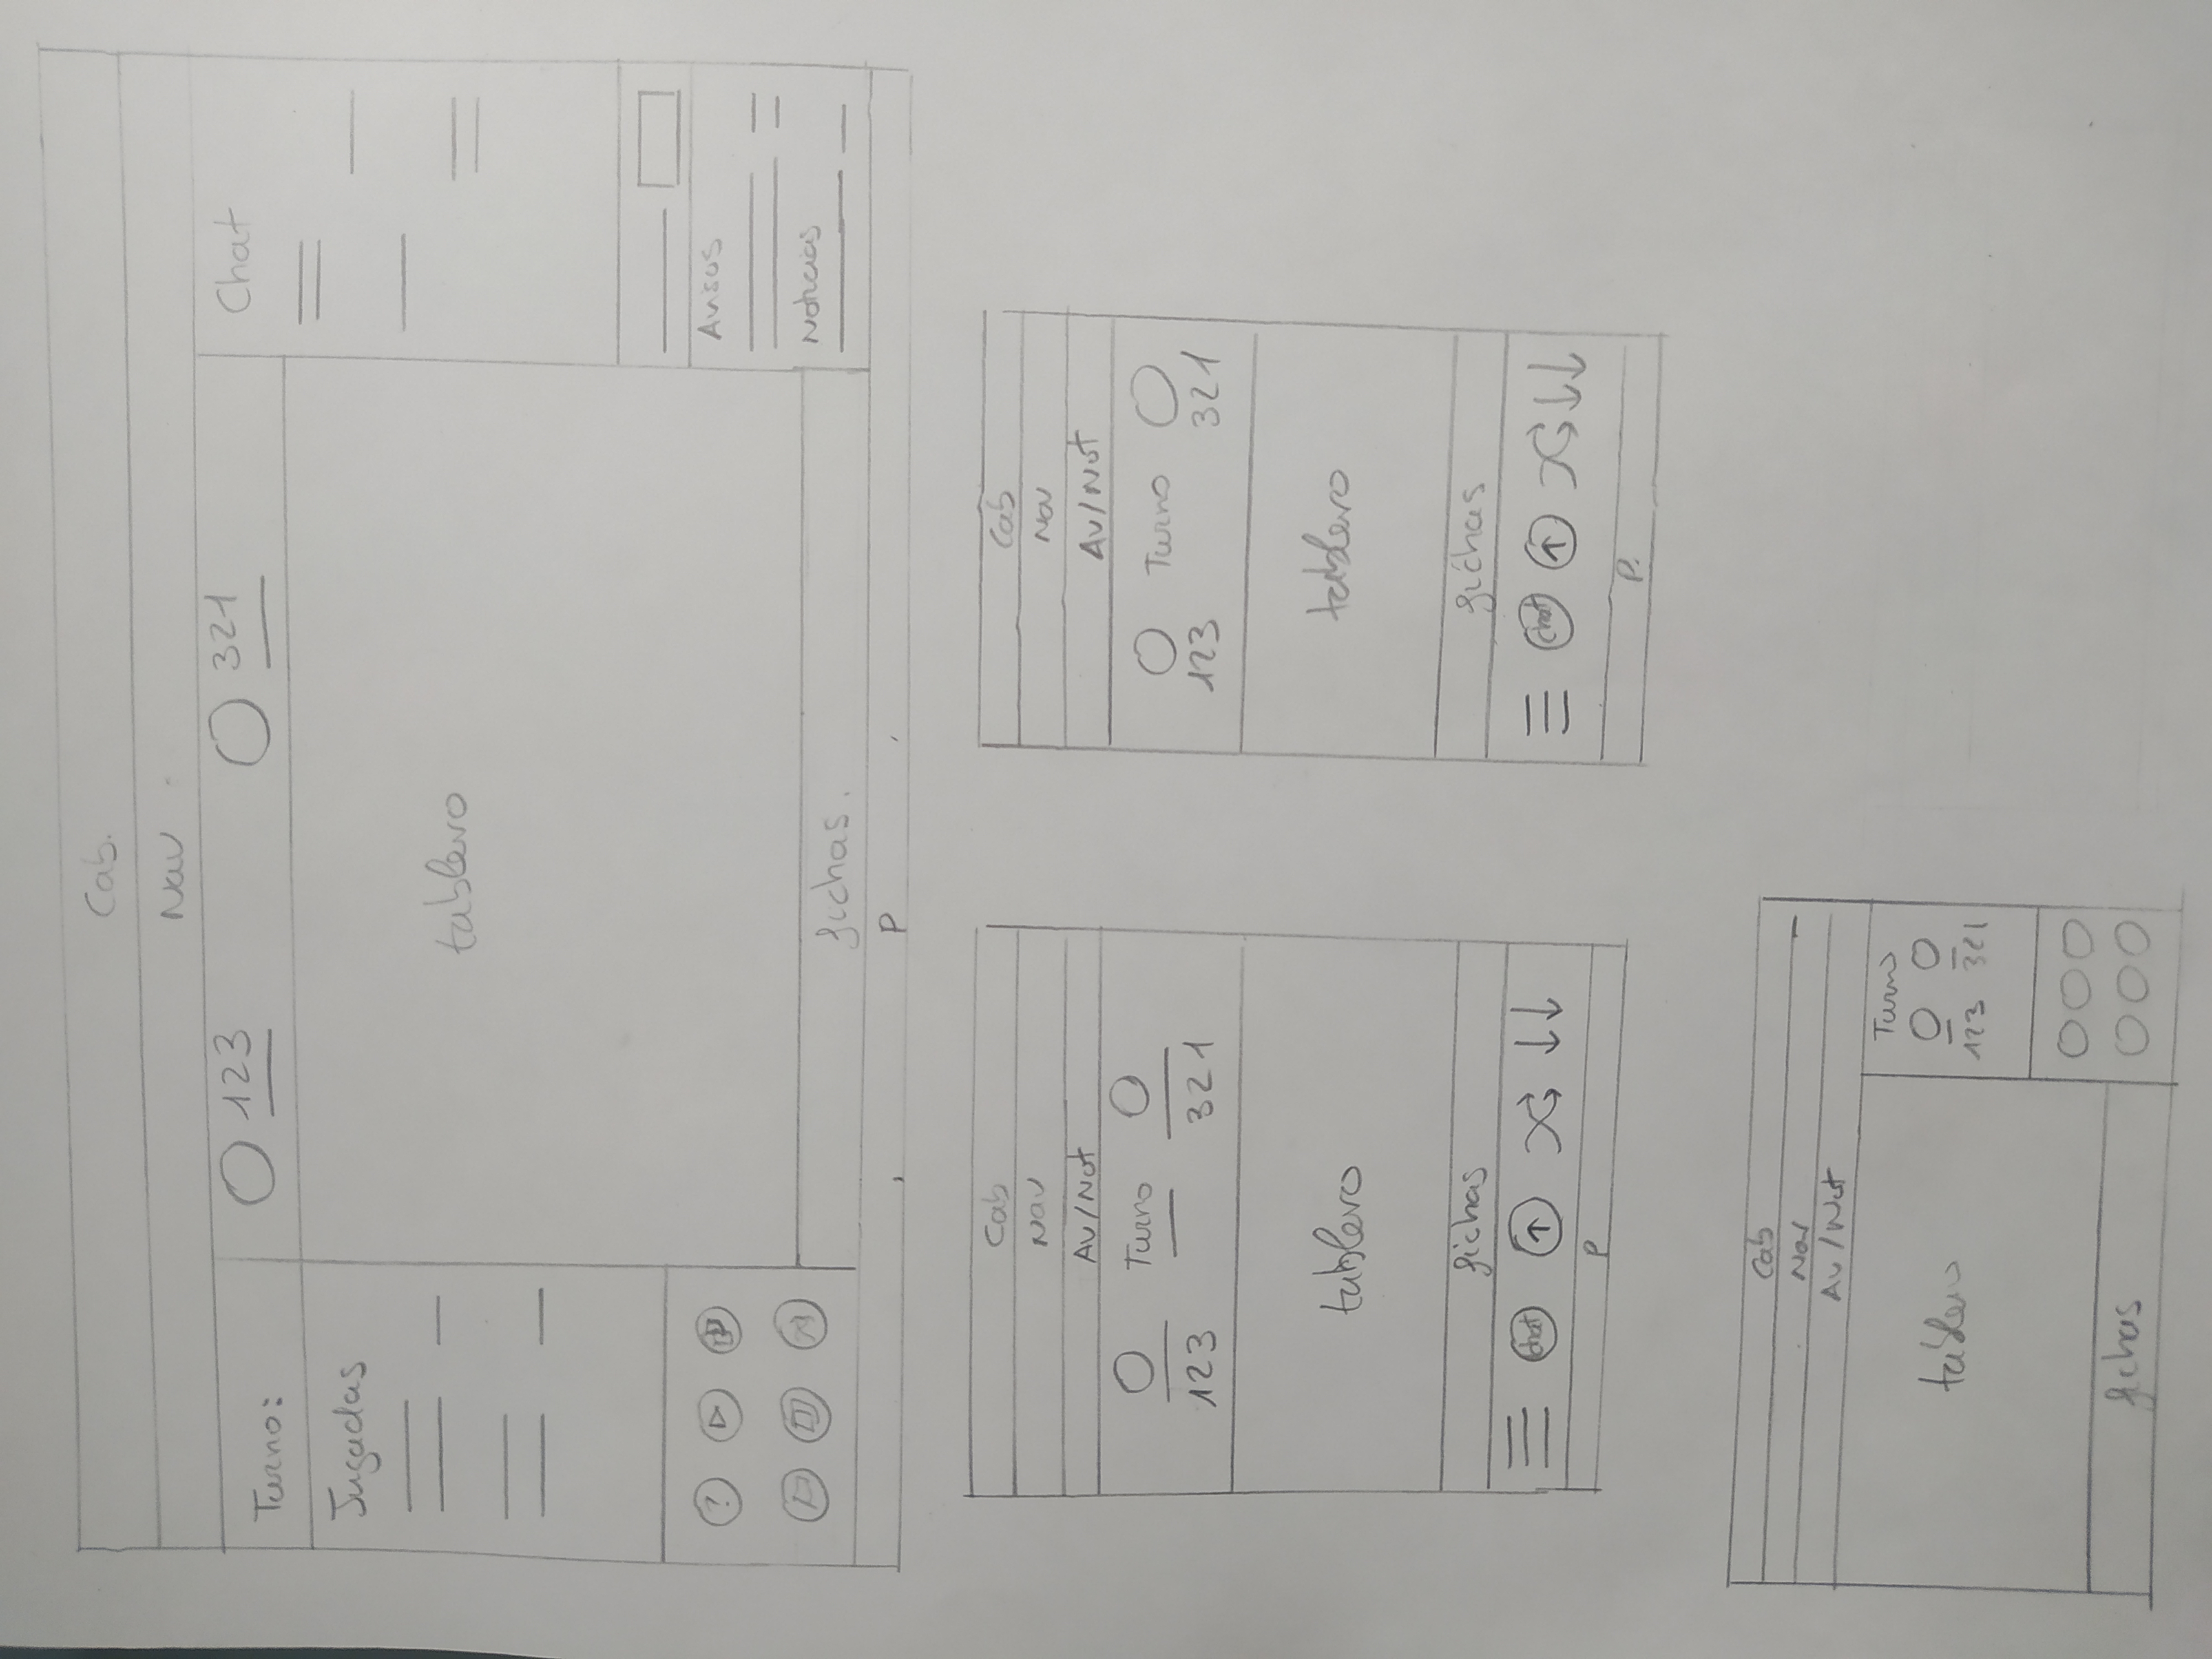 Cab.
Nav
123 321
Turno:
Chat
Jugadas
tablero
?
Avisos
Noticias
fichas.
P
Cab
Nav
Av/Not
Turno
123 321
tablero
fichas
chat
P
Cab
Nav
Av/Not
Turno
123 321
tablero
fichas
chat
P.
Cab
Nav
Av/Not
Turno
123 321
tablero
fichas